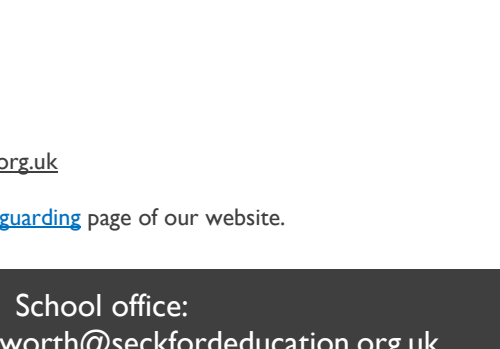 org.uk
guarding page of our website.
School office:
worth@seckfordeducation.org.uk